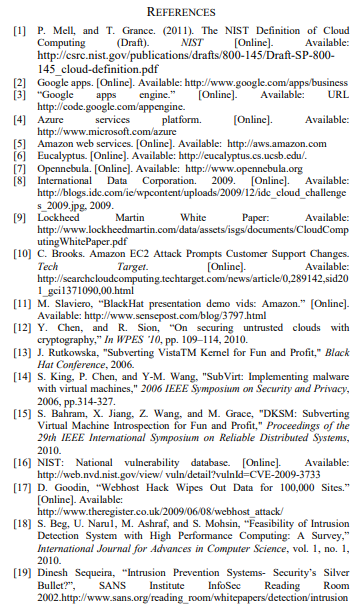 REFERENCES
[1] P. Mell, and T. Grance. (2011). The NIST Definition of Cloud
Computing (Draft). NIST [Online]. Available:
http://csrc.nist.gov/publications/drafts/800-145/Draft-SP-800-
145_cloud-definition.pdf
[2] Google apps. [Online]. Available: http://www.google.com/apps/business
[3] “Google apps engine.” [Online]. Available: URL
http://code.google.com/appengine.
[4] Azure services platform. [Online]. Available:
http://www.microsoft.com/azure
[5] Amazon web services. [Online]. Available: http://aws.amazon.com
[6] Eucalyptus. [Online]. Available: http://eucalyptus.cs.ucsb.edu/.
[7] Opennebula. [Online]. Available: http://www.opennebula.org
[8] International Data Corporation. 2009. [Online]. Available:
http://blogs.idc.com/ie/wpcontent/uploads/2009/12/idc_cloud_challenge
s_2009.jpg, 2009.
[9] Lockheed Martin White Paper: Available:
http://www.lockheedmartin.com/data/assets/isgs/documents/CloudComp
utingWhitePaper.pdf
[10] C. Brooks. Amazon EC2 Attack Prompts Customer Support Changes.
Tech Target. [Online]. Available:
http://searchcloudcomputing.techtarget.com/news/article/0,289142,sid20
1_gci1371090,00.html
[11] M. Slaviero, “BlackHat presentation demo vids: Amazon.” [Online].
Available: http://www.sensepost.com/blog/3797.html
[12] Y. Chen, and R. Sion, “On securing untrusted clouds with
cryptography,” In WPES ’10, pp. 109–114, 2010.
[13] J. Rutkowska, "Subverting VistaTM Kernel for Fun and Profit," Black
Hat Conference, 2006.
[14] S. King, P. Chen, and Y-M. Wang, "SubVirt: Implementing malware
with virtual machines," 2006 IEEE Symposium on Security and Privacy,
2006, pp.314-327.
[15] S. Bahram, X. Jiang, Z. Wang, and M. Grace, "DKSM: Subverting
Virtual Machine Introspection for Fun and Profit," Proceedings of the
29th IEEE International Symposium on Reliable Distributed Systems,
2010.
[16] NIST: National vulnerability database. [Online]. Available:
http://web.nvd.nist.gov/view/ vuln/detail?vulnId=CVE-2009-3733
[17] D. Goodin, “Webhost Hack Wipes Out Data for 100,000 Sites.”
[Online]. Available:
http://www.theregister.co.uk/2009/06/08/webhost_attack/
[18] S. Beg, U. Naru1, M. Ashraf, and S. Mohsin, “Feasibility of Intrusion
Detection System with High Performance Computing: A Survey,”
International Journal for Advances in Computer Science, vol. 1, no. 1,
2010.
[19] Dinesh Sequeira, “Intrusion Prevention Systems- Security’s Silver
Bullet?”, SANS Institute InfoSec Reading Room
2002.http://www.sans.org/reading_room/whitepapers/detection/intrusion